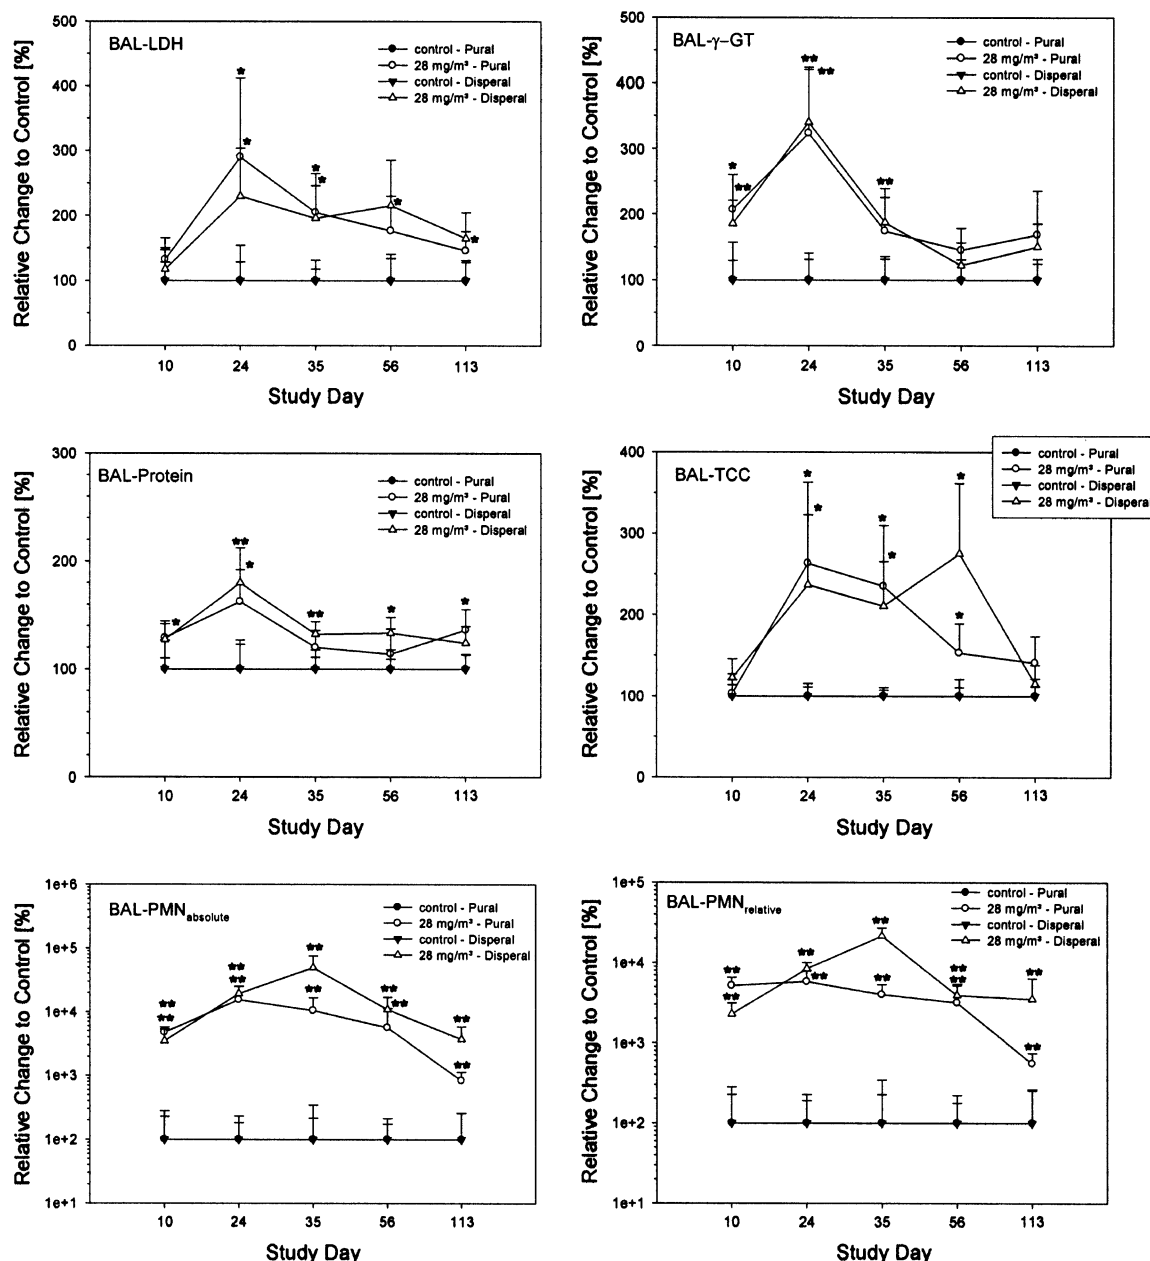 BAL-LDH
control - Pural
28 mg/m³ - Pural
control - Disperal
28 mg/m³ - Disperal
Relative Change to Control [%]
500
400
300
200
100
0
10 24 35 56 113
Study Day
BAL-γ-GT
control - Pural
28 mg/m³ - Pural
control - Disperal
28 mg/m³ - Disperal
Relative Change to Control [%]
500
400
300
200
100
0
10 24 35 56 113
Study Day
BAL-Protein
control - Pural
28 mg/m³ - Pural
control - Disperal
28 mg/m³ - Disperal
Relative Change to Control [%]
300
200
100
0
10 24 35 56 113
Study Day
BAL-TCC
control - Pural
28 mg/m³ - Pural
control - Disperal
28 mg/m³ - Disperal
Relative Change to Control [%]
400
300
200
100
0
10 24 35 56 113
Study Day
BAL-PMNabsolute
control - Pural
28 mg/m³ - Pural
control - Disperal
28 mg/m³ - Disperal
Relative Change to Control [%]
1e+6
1e+5
1e+4
1e+3
1e+2
1e+1
10 24 35 56 113
Study Day
BAL-PMNrelative
control - Pural
28 mg/m³ - Pural
control - Disperal
28 mg/m³ - Disperal
Relative Change to Control [%]
1e+5
1e+4
1e+3
1e+2
1e+1
10 24 35 56 113
Study Day